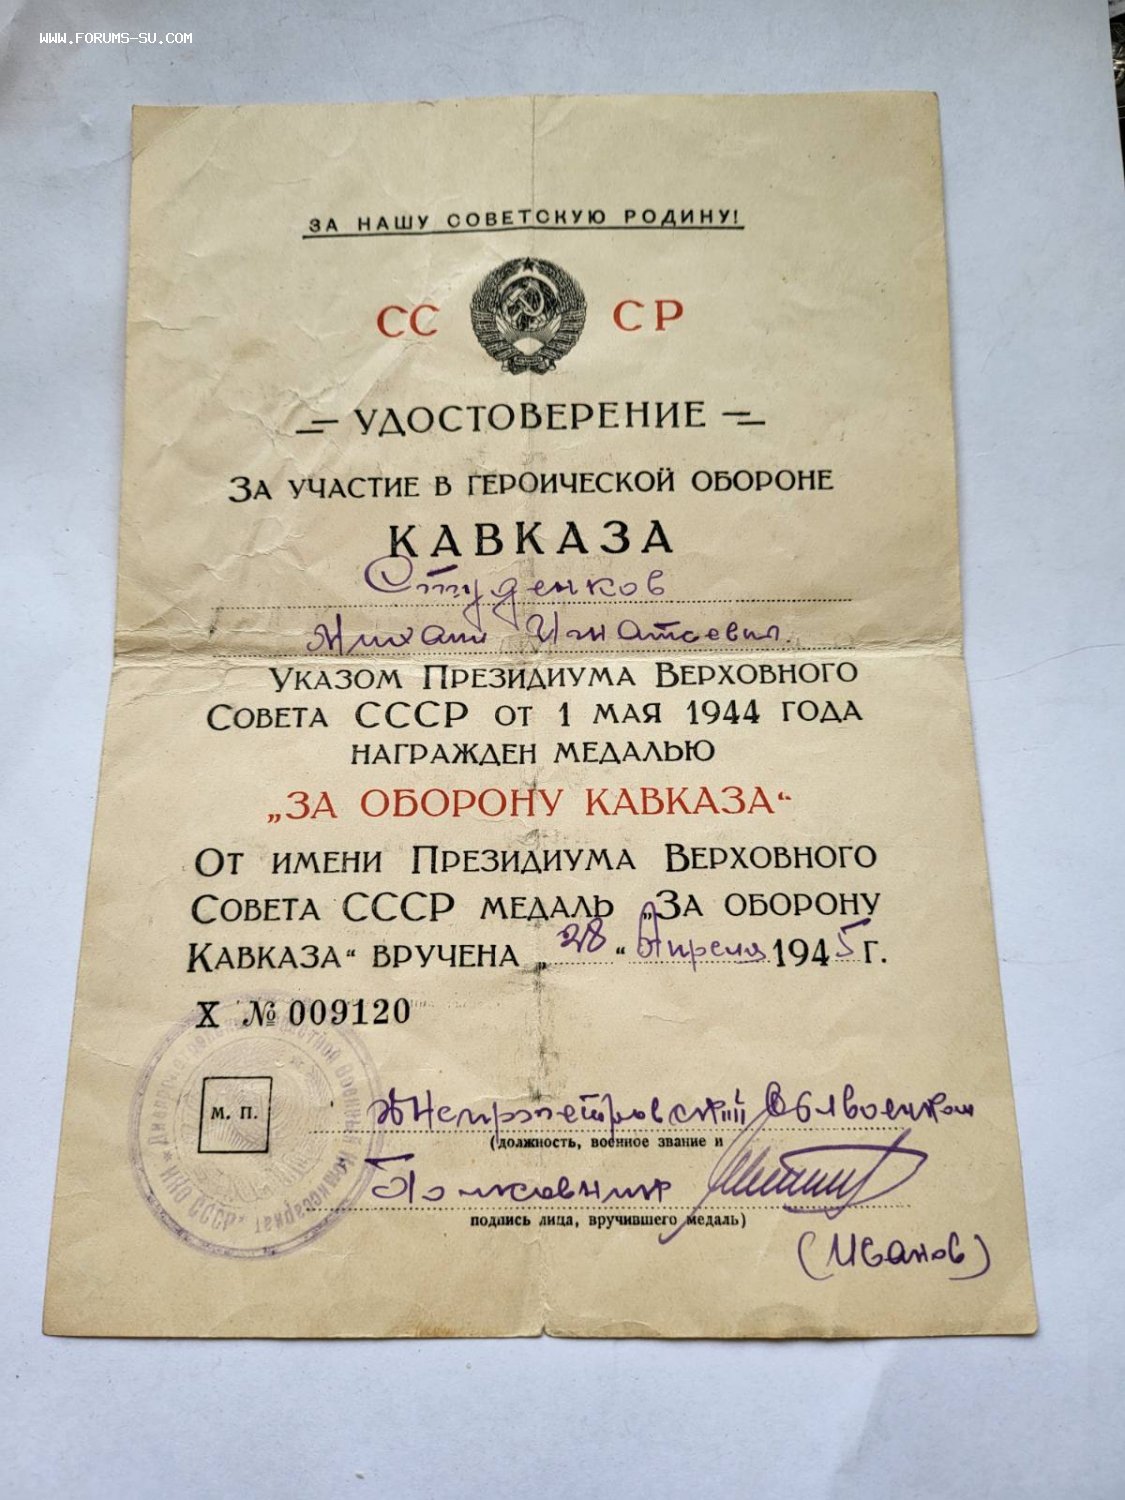 WWW.FORUMS-SU.COM
ЗА НАШУ СОВЕТСКУЮ РОДИНУ!
СС СР
УДОСТОВЕРЕНИЕ
ЗА УЧАСТИЕ В ГЕРОИЧЕСКОЙ ОБОРОНЕ
КАВКАЗА
Студенков
Михаил Игнатьевич
УКАЗОМ ПРЕЗИДИУМА ВЕРХОВНОГО
СОВЕТА СССР ОТ 1 МАЯ 1944 ГОДА
НАГРАЖДЕН МЕДАЛЬЮ
„ЗА ОБОРОНУ КАВКАЗА“
ОТ ИМЕНИ ПРЕЗИДИУМА ВЕРХОВНОГО
СОВЕТА СССР МЕДАЛЬ „ЗА ОБОРОНУ
КАВКАЗА“ ВРУЧЕНА „28“ Апреля 1945 г.
X № 009120
М. П.
Днепропетровский Облвоенком
(должность, военное звание и
Полковник
подпись лица, вручившего медаль)
(Иванов)